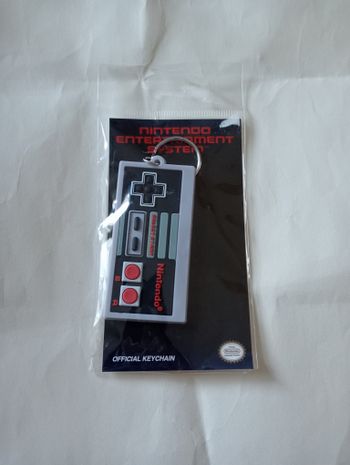 NINTENDO
ENTERTAINMENT
SYSTEM
Nintendo®
B
A
OFFICIAL KEYCHAIN
Nintendo